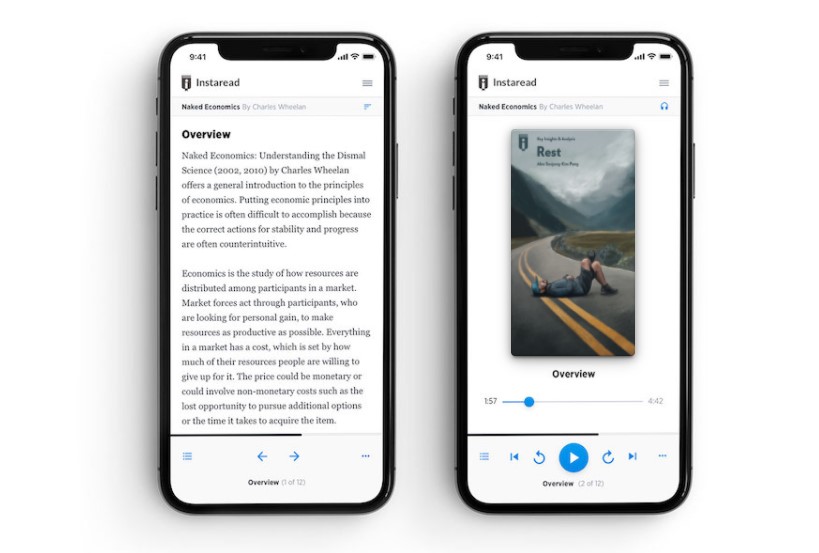 9:41
Instaread
Naked Economics By Charles Wheelan
Overview
Naked Economics: Understanding the Dismal
Science (2002, 2010) by Charles Wheelan
offers a general introduction to the principles
of economics. Putting economic principles into
practice is often difficult to accomplish because
the correct actions for stability and progress
are often counterintuitive.
Economics is the study of how resources are
distributed among participants in a market.
Market forces act through participants, who
are looking for personal gain, to make
resources as productive as possible. Everything
in a market has a cost, which is set by how
much of their resources people are willing to
give up for it. The price could be monetary or
could involve non-monetary costs such as the
lost opportunity to pursue additional options
or the time it takes to acquire the item.
Overview (1 of 12)
9:41
Instaread
Naked Economics By Charles Wheelan
Key Insights & Analysis
Rest
Alex Soojung-Kim Pang
Overview
1:57
4:42
Overview (2 of 12)